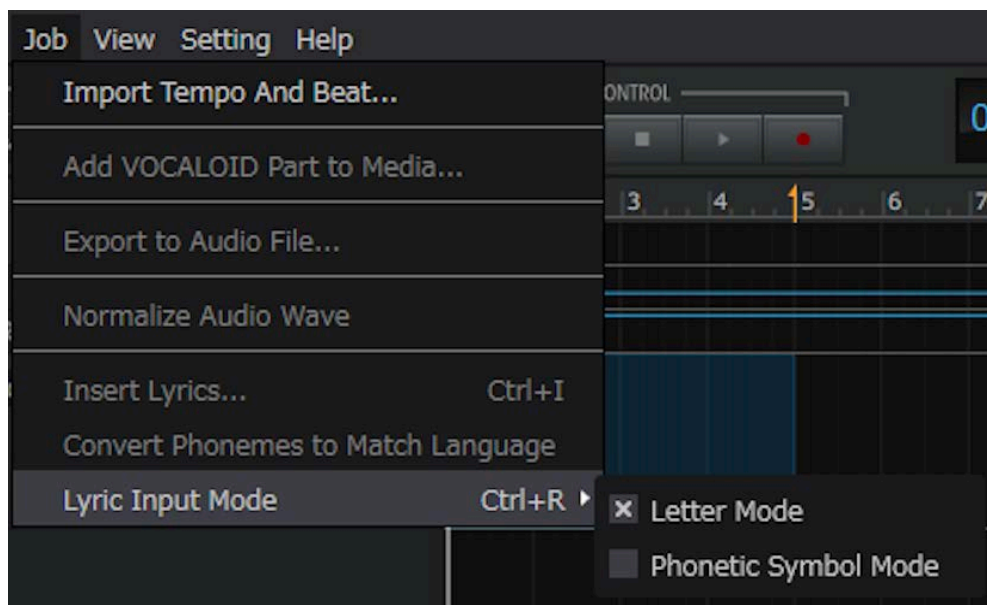 Job View Setting Help
Import Tempo And Beat...
ONTROL
0
Add VOCALOID Part to Media...
3 4 5 6 7
Export to Audio File...
Normalize Audio Wave
Insert Lyrics... Ctrl+I
Convert Phonemes to Match Language
Lyric Input Mode Ctrl+R
Letter Mode
Phonetic Symbol Mode